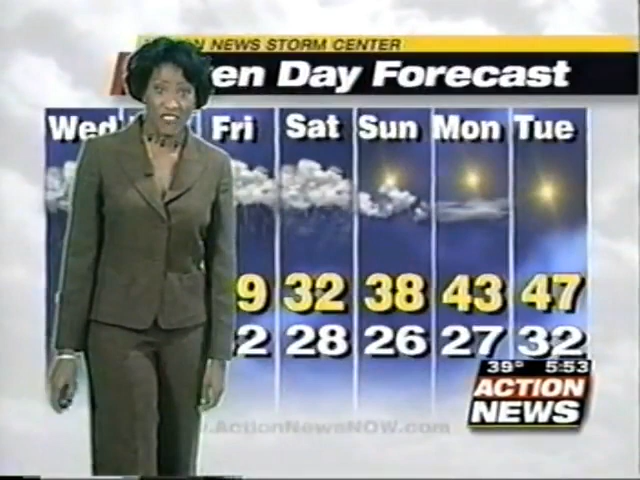 N NEWS STORM CENTER
en Day Forecast
Wed Fri Sat Sun Mon Tue
9 32 38 43 47
2 28 26 27 32
39° 5:53
ACTION
NEWS
.ActionNewsNOW.com